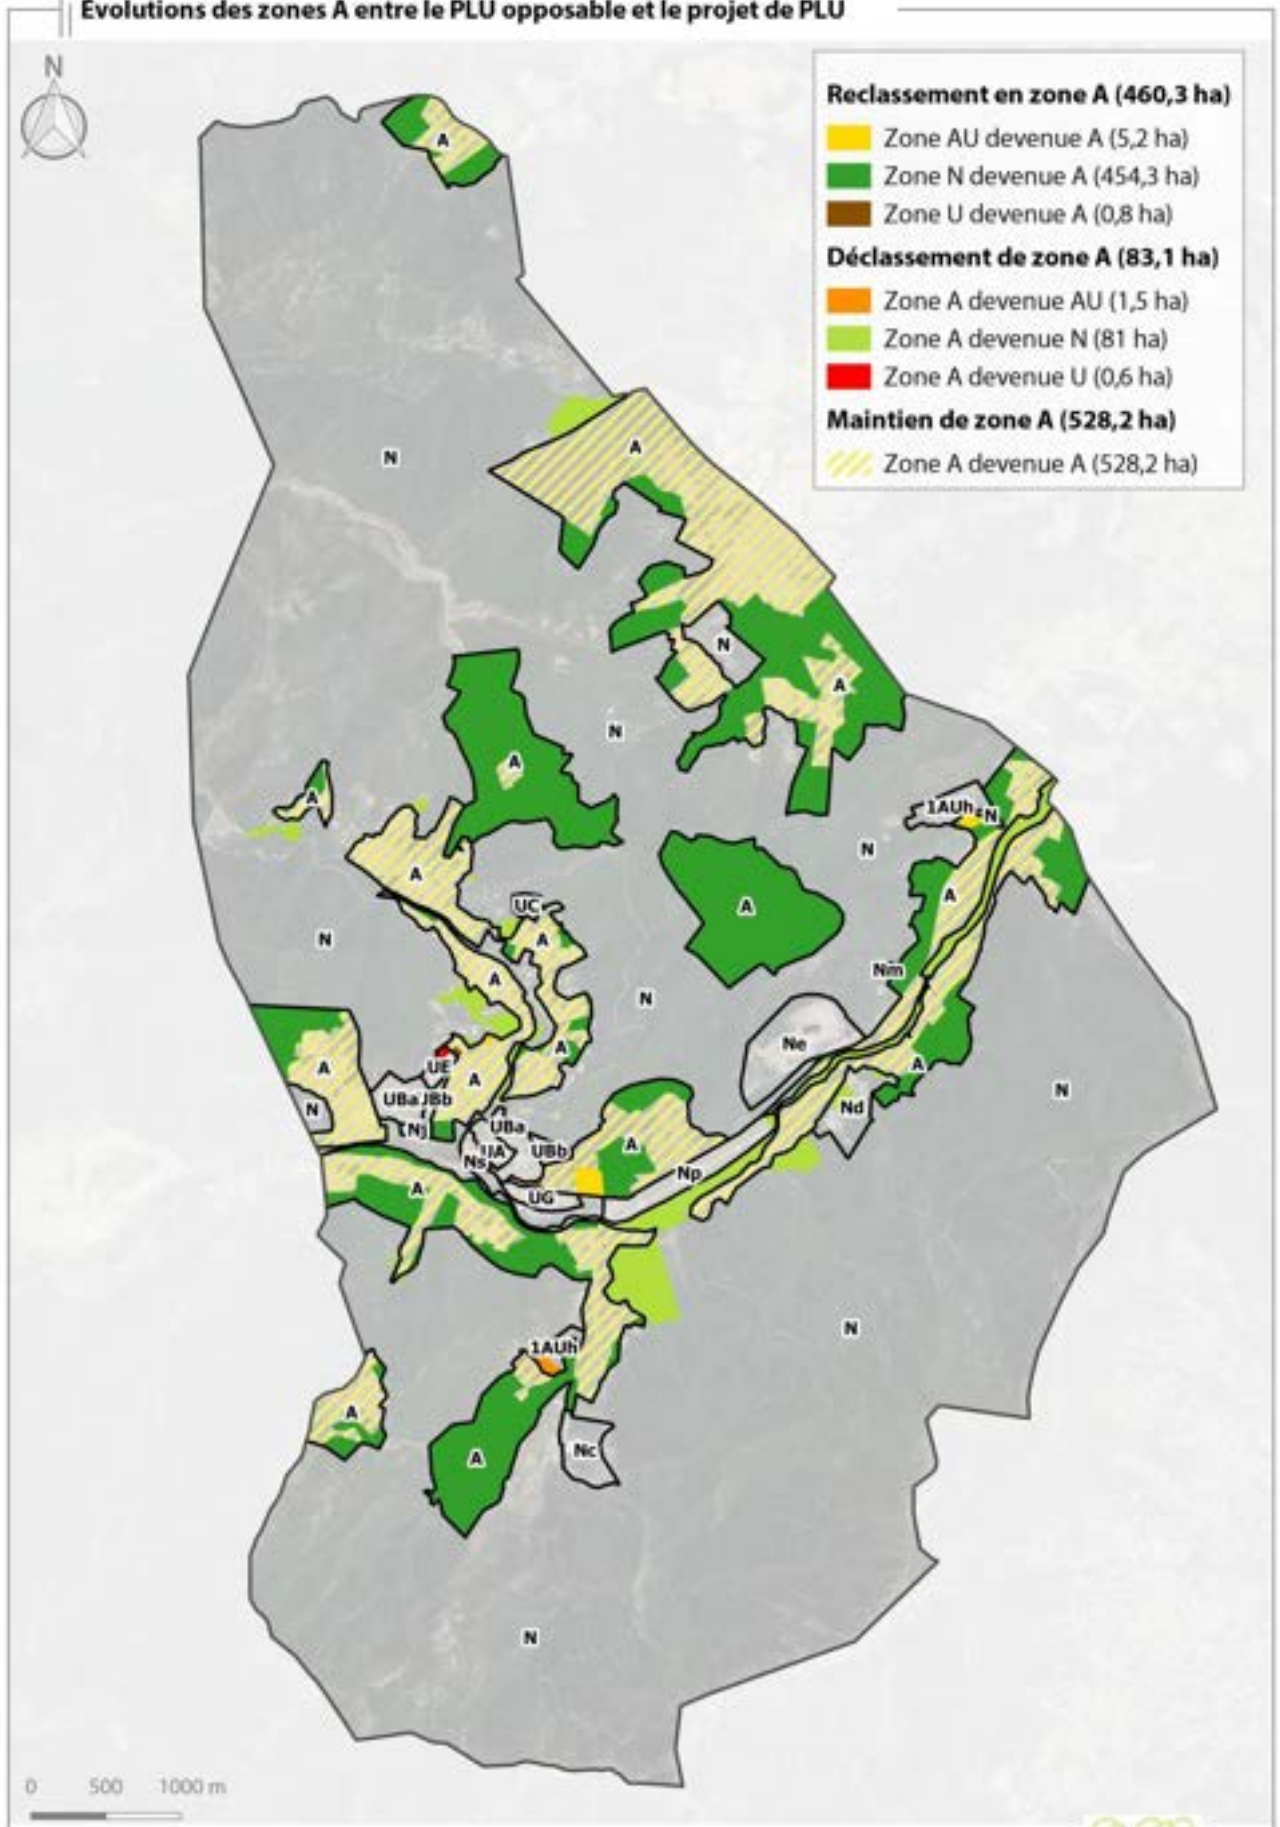 Evolutions des zones A entre le PLU opposable et le projet de PLU
N
Reclassement en zone A (460,3 ha)
Zone AU devenue A (5,2 ha)
Zone N devenue A (454,3 ha)
Zone U devenue A (0,8 ha)
Déclassement de zone A (83,1 ha)
Zone A devenue AU (1,5 ha)
Zone A devenue N (81 ha)
Zone A devenue U (0,6 ha)
Maintien de zone A (528,2 ha)
Zone A devenue A (528,2 ha)
A
A
N
N
A
N
A
A
1AUh
N
N
A
A
A
UC
A
N
Nm
A
N
Ne
A
A
UE
A
A
N
UBa
UBb
Nd
N
Nj
UBa
A
UA
UBb
Ns
Np
A
UG
N
1AUh
A
Nc
A
N
0 500 1000 m